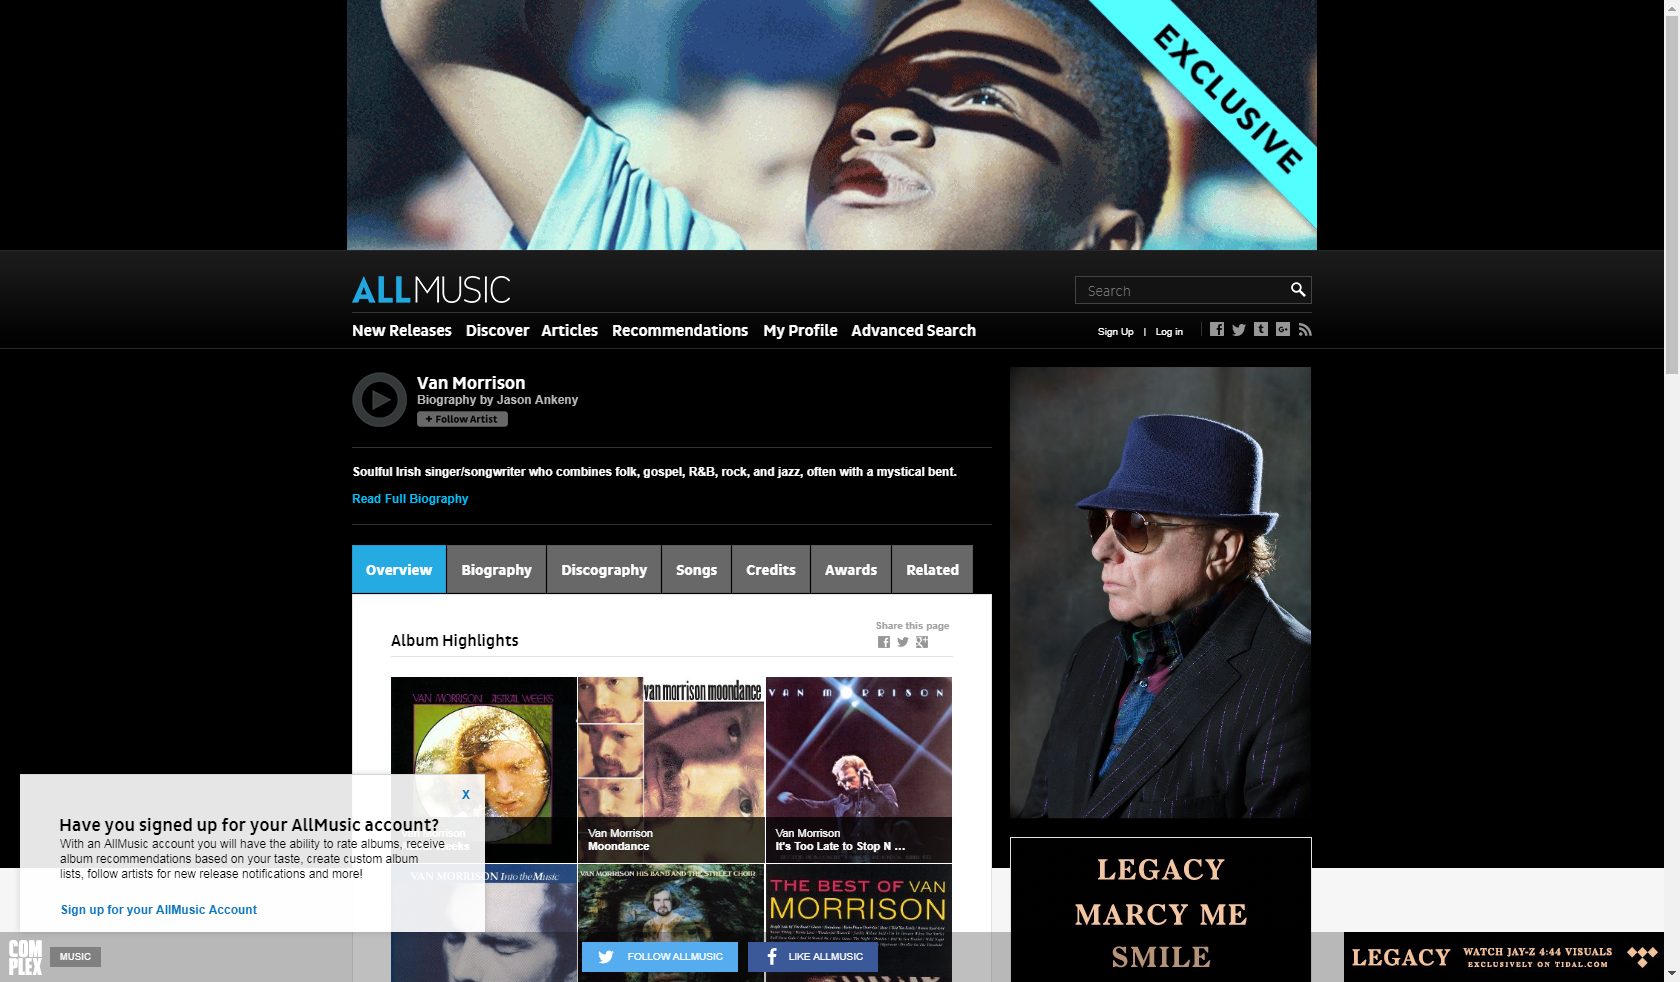 EXCLUSIVE
ALLMUSIC
Search
New Releases Discover Articles Recommendations My Profile Advanced Search
Sign Up | Log in
Van Morrison
Biography by Jason Ankeny
+ Follow Artist
Soulful Irish singer/songwriter who combines folk, gospel, R&B, rock, and jazz, often with a mystical bent.
Read Full Biography
Overview Biography Discography Songs Credits Awards Related
Share this page
Album Highlights
VAN MORRISON ASTRAL WEEKS
van morrison moondance
VAN MORRISON
Van Morrison
Moondance
Van Morrison
It's Too Late to Stop N ...
X
Have you signed up for your AllMusic account?
With an AllMusic account you will have the ability to rate albums, receive
album recommendations based on your taste, create custom album
lists, follow artists for new release notifications and more!
Sign up for your AllMusic Account
VAN MORRISON Into the Music
VAN MORRISON HIS BAND AND THE STREET CHOIR
THE BEST OF VAN
MORRISON
LEGACY
MARCY ME
SMILE
COM
PLEX
MUSIC
FOLLOW ALLMUSIC
LIKE ALLMUSIC
LEGACY
WATCH JAY-Z 4:44 VISUALS
EXCLUSIVELY ON TIDAL.COM